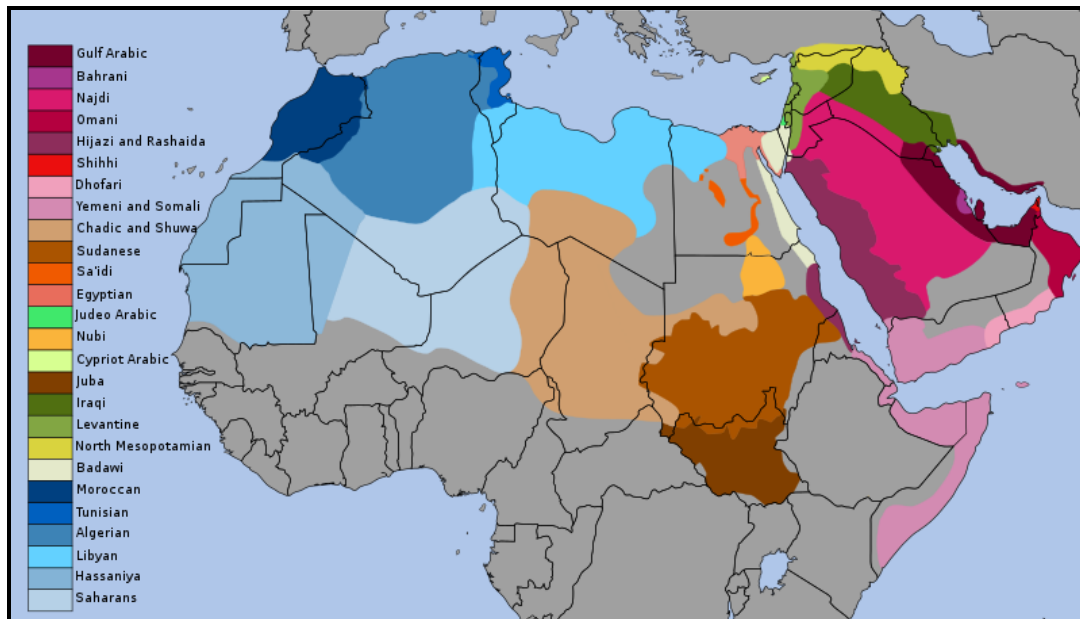 Gulf Arabic
Bahrani
Najdi
Omani
Hijazi and Rashaida
Shihhi
Dhofari
Yemeni and Somali
Chadic and Shuwa
Sudanese
Sa'idi
Egyptian
Judeo Arabic
Nubi
Cypriot Arabic
Juba
Iraqi
Levantine
North Mesopotamian
Badawi
Moroccan
Tunisian
Algerian
Libyan
Hassaniya
Saharans